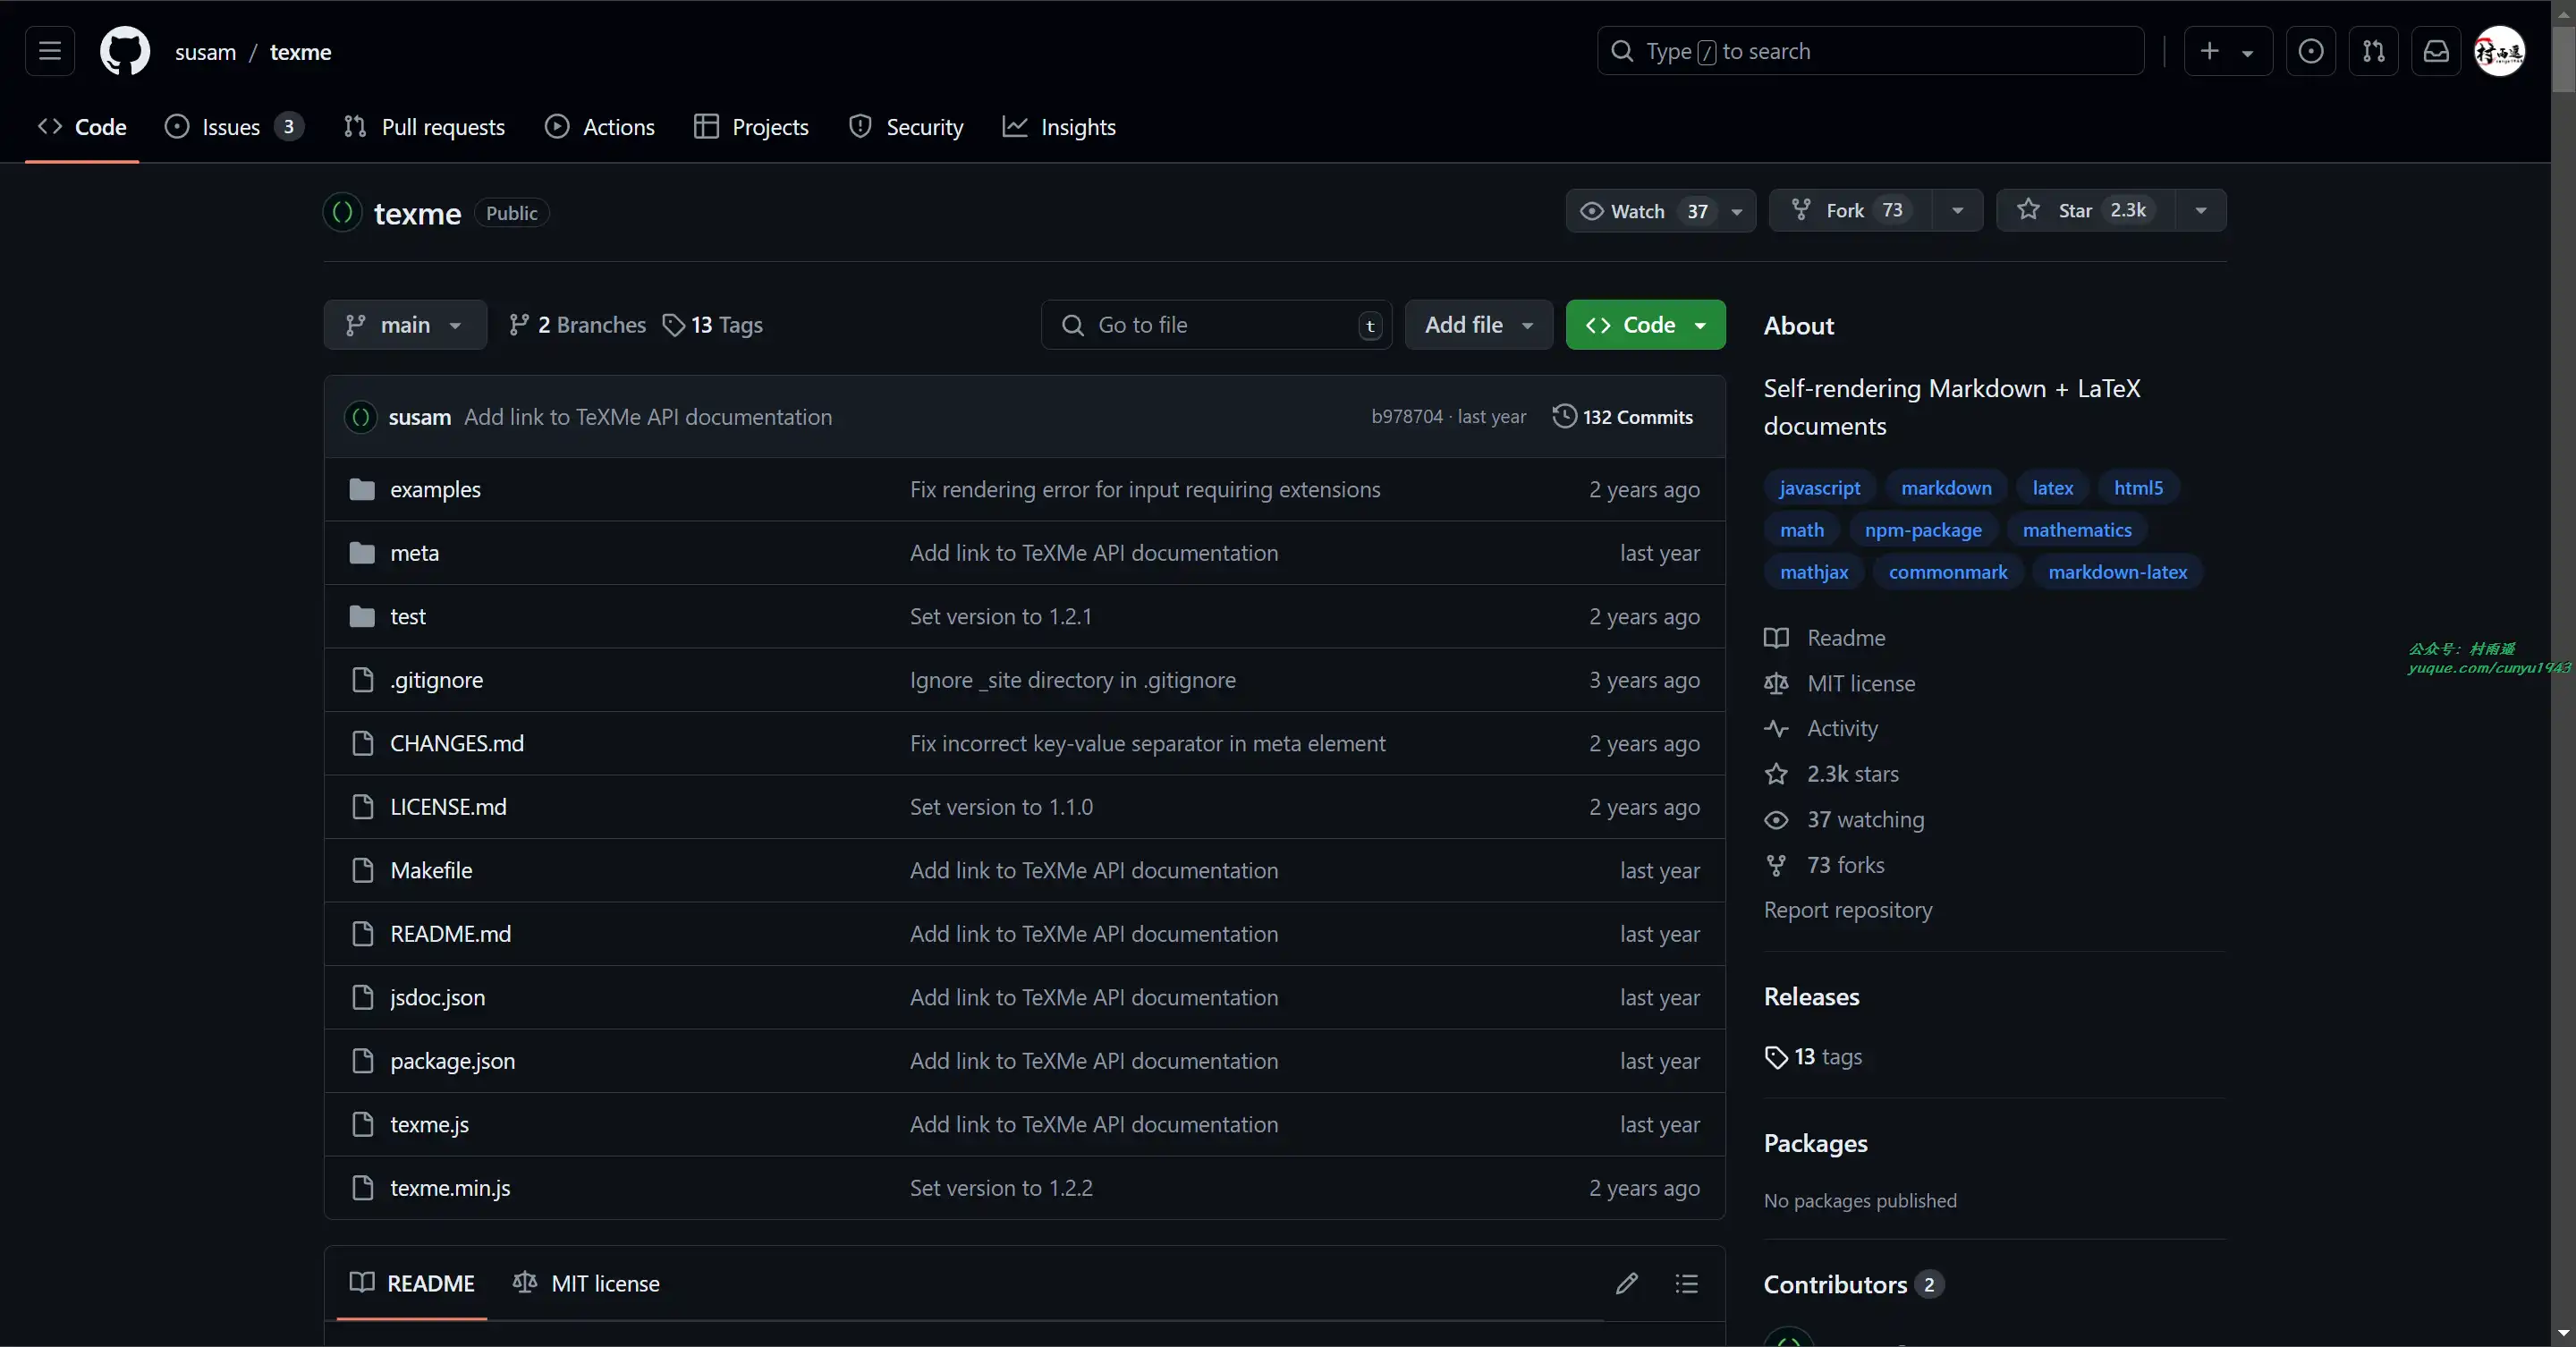 susam / texme
Type / to search
Code
Issues 3
Pull requests
Actions
Projects
Security
Insights
texme Public
Watch 37
Fork 73
Star 2.3k
main
2 Branches
13 Tags
Go to file t
Add file
Code
susam Add link to TeXMe API documentation b978704 · last year 132 Commits
examples Fix rendering error for input requiring extensions 2 years ago
meta Add link to TeXMe API documentation last year
test Set version to 1.2.1 2 years ago
.gitignore Ignore _site directory in .gitignore 3 years ago
CHANGES.md Fix incorrect key-value separator in meta element 2 years ago
LICENSE.md Set version to 1.1.0 2 years ago
Makefile Add link to TeXMe API documentation last year
README.md Add link to TeXMe API documentation last year
jsdoc.json Add link to TeXMe API documentation last year
package.json Add link to TeXMe API documentation last year
texme.js Add link to TeXMe API documentation last year
texme.min.js Set version to 1.2.2 2 years ago
README
MIT license
About
Self-rendering Markdown + LaTeX
documents
javascript markdown latex html5
math npm-package mathematics
mathjax commonmark markdown-latex
Readme
MIT license
Activity
2.3k stars
37 watching
73 forks
Report repository
Releases
13 tags
Packages
No packages published
Contributors 2
公众号：村雨遥
yuque.com/cunyu1943